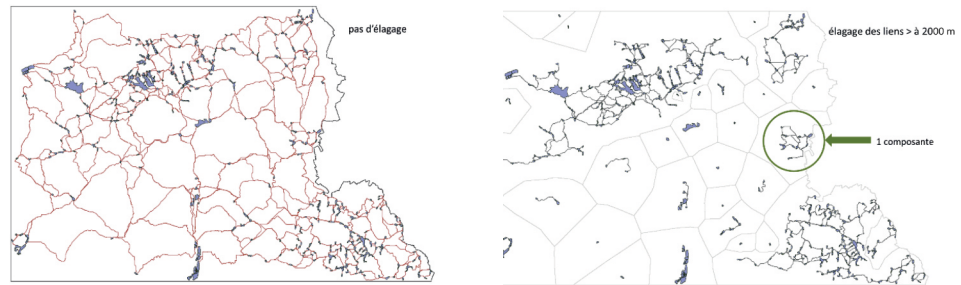 pas d'élagage
élagage des liens > à 2000 m
1 composante